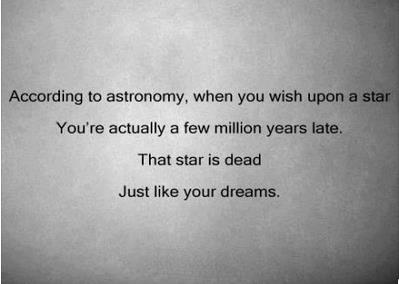 According to astronomy, when you wish upon a star
You're actually a few million years late.
That star is dead
Just like your dreams.